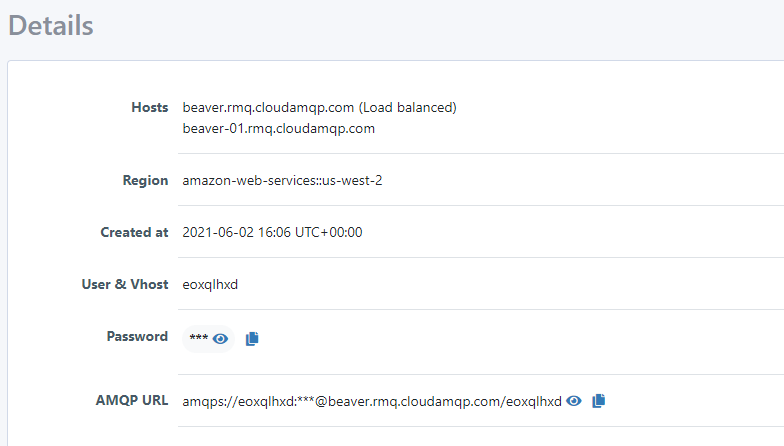 Details
Hosts beaver.rmq.cloudamqp.com (Load balanced)
beaver-01.rmq.cloudamqp.com
Region amazon-web-services::us-west-2
Created at 2021-06-02 16:06 UTC+00:00
User & Vhost eoxqlhxd
Password ***
AMQP URL amqps://eoxqlhxd:***@beaver.rmq.cloudamqp.com/eoxqlhxd